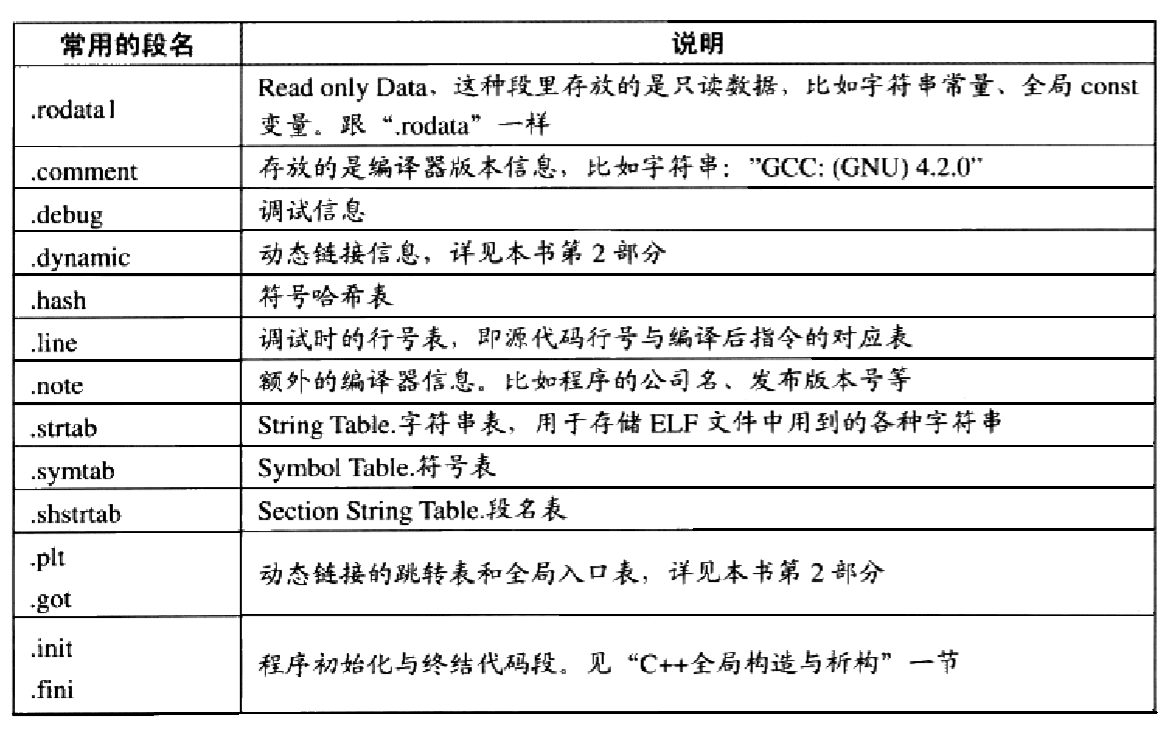 常用的段名 说明
.rodata1 Read only Data，这种段里存放的是只读数据，比如字符串常量、全局 const
变量。跟“.rodata”一样
.comment 存放的是编译器版本信息，比如字符串：”GCC: (GNU) 4.2.0”
.debug 调试信息
.dynamic 动态链接信息，详见本书第 2 部分
.hash 符号哈希表
.line 调试时的行号表，即源代码行号与编译后指令的对应表
.note 额外的编译器信息。比如程序的公司名、发布版本号等
.strtab String Table.字符串表，用于存储 ELF 文件中用到的各种字符串
.symtab Symbol Table.符号表
.shstrtab Section String Table.段名表
.plt
.got
动态链接的跳转表和全局入口表，详见本书第 2 部分
.init
.fini
程序初始化与终结代码段。见“C++全局构造与析构”一节